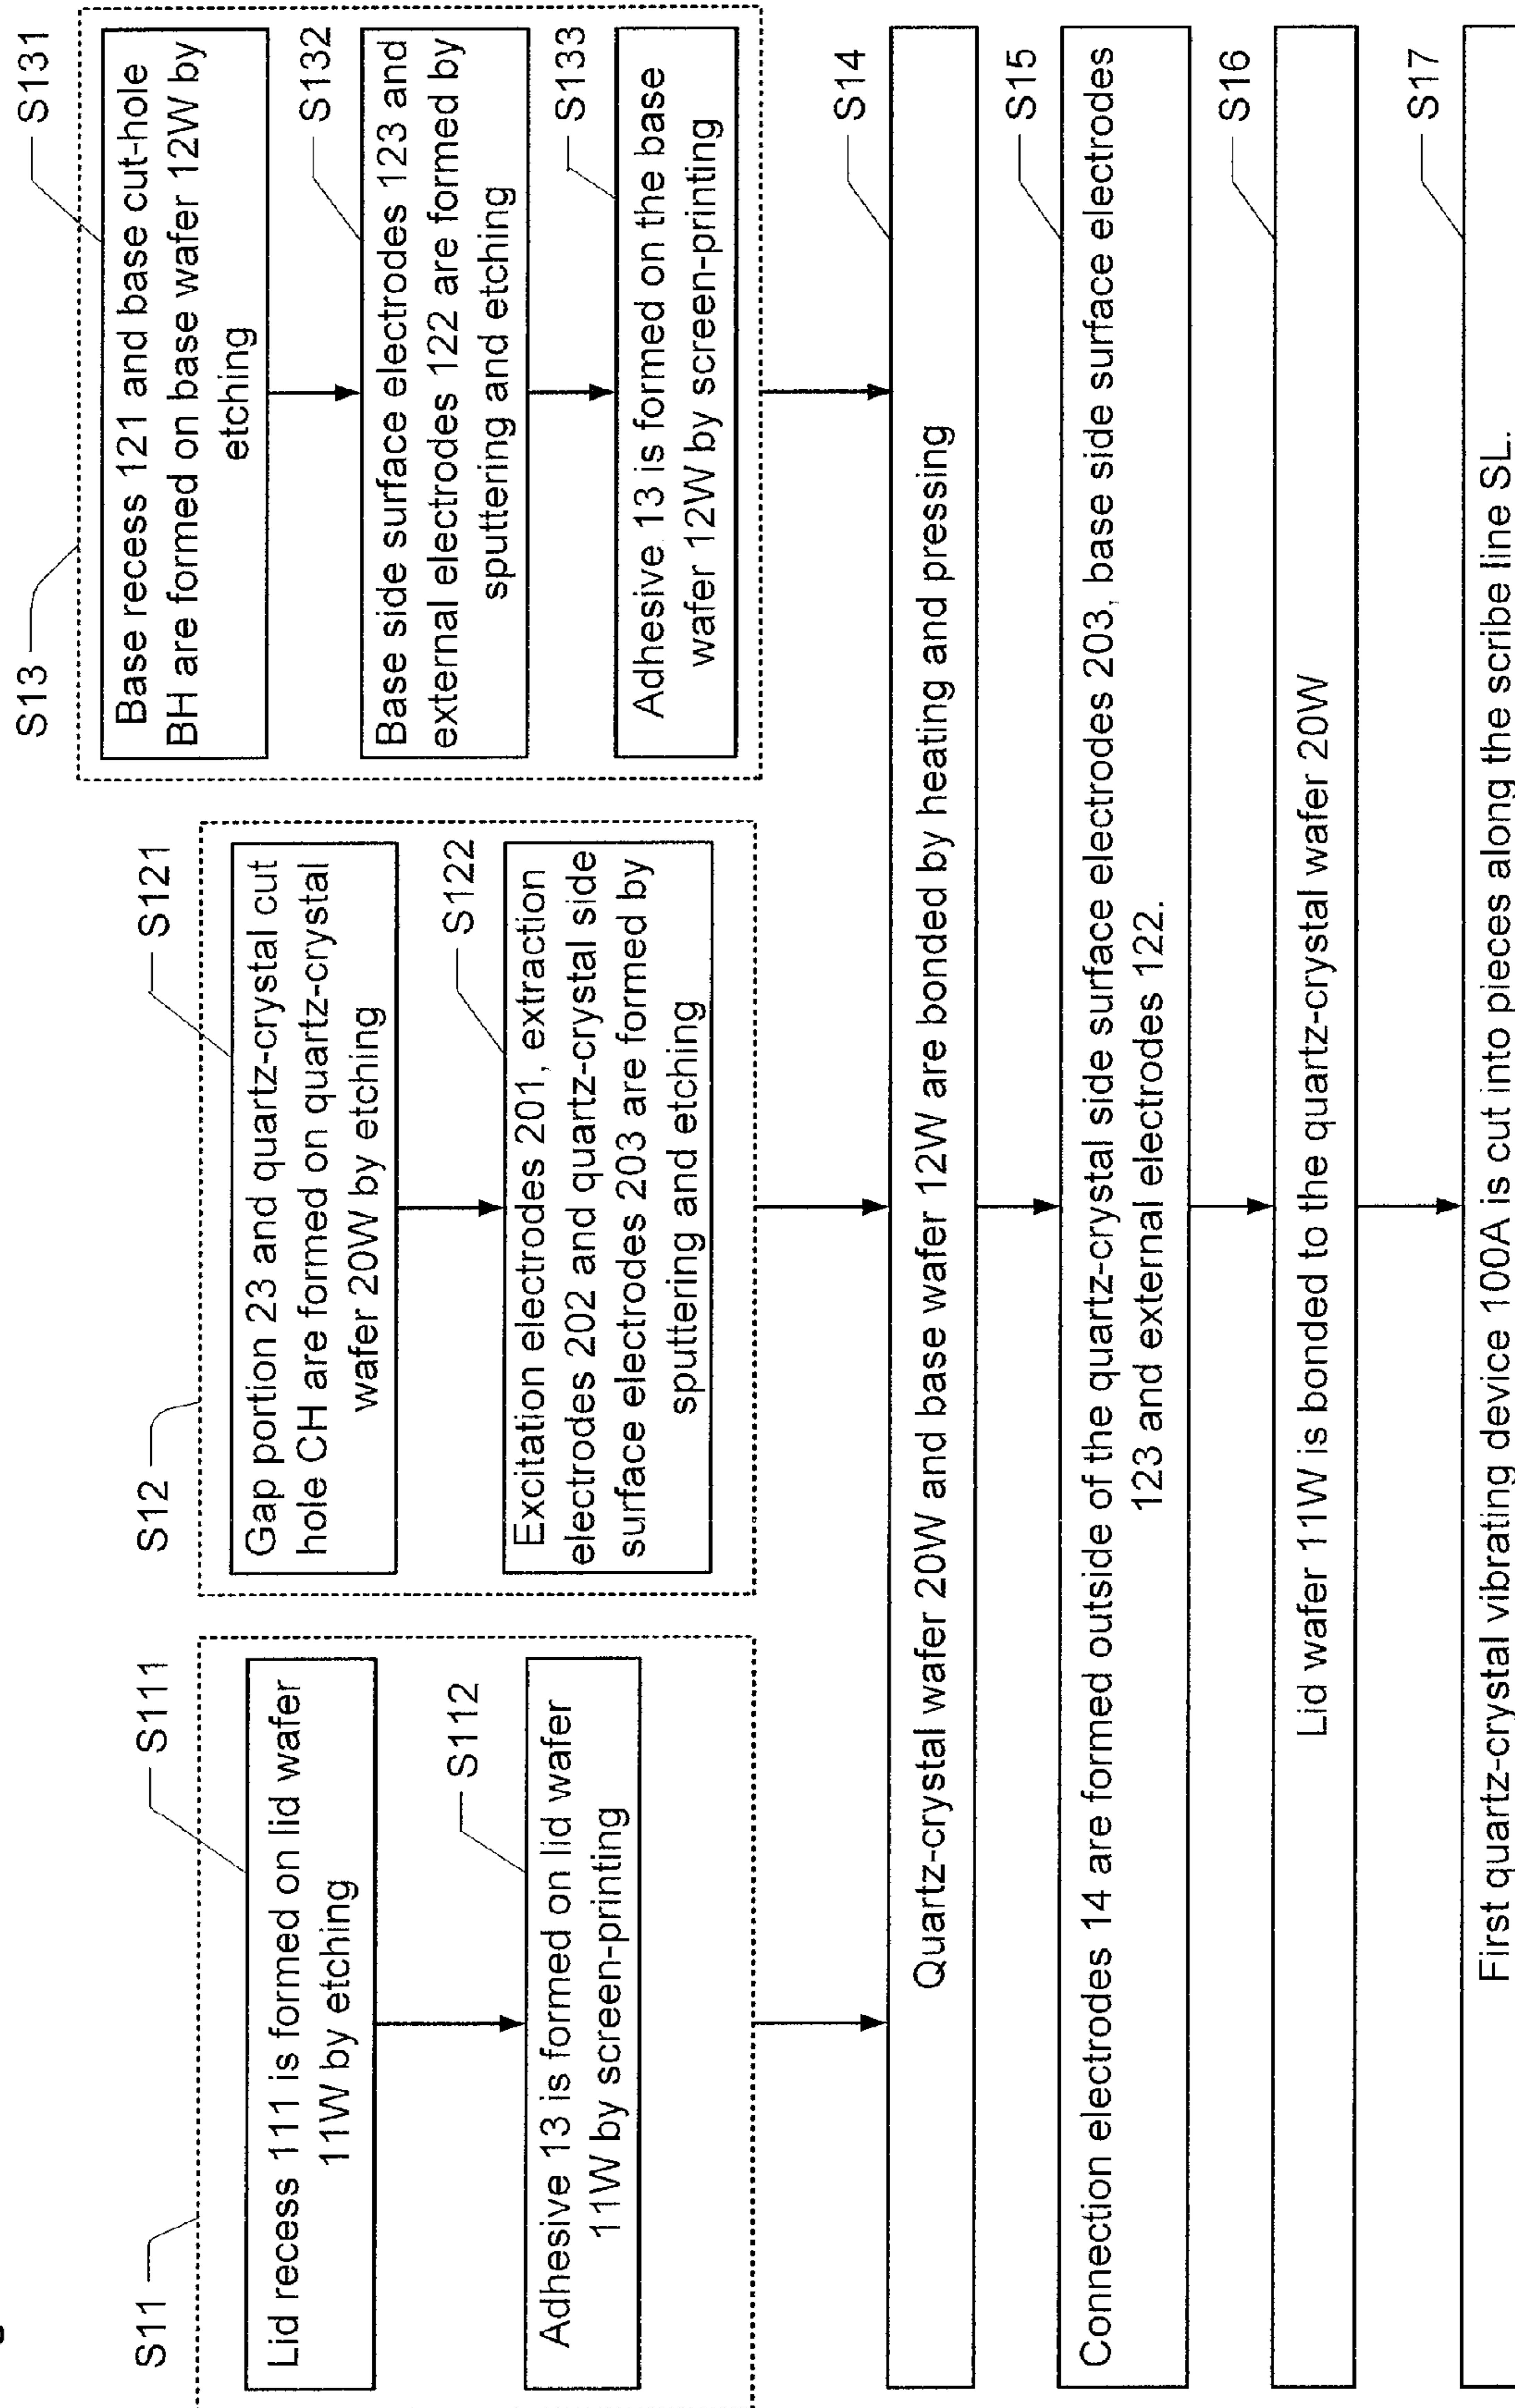 S11
S111
Lid recess 111 is formed on lid wafer
11W by etching
S112
Adhesive 13 is formed on lid wafer
11W by screen-printing
S12
S121
Gap portion 23 and quartz-crystal cut
hole CH are formed on quartz-crystal
wafer 20W by etching
S122
Excitation electrodes 201, extraction
electrodes 202 and quartz-crystal side
surface electrodes 203 are formed by
sputtering and etching
S13
S131
Base recess 121 and base cut-hole
BH are formed on base wafer 12W by
etching
S132
Base side surface electrodes 123 and
external electrodes 122 are formed by
sputtering and etching
S133
Adhesive 13 is formed on the base
wafer 12W by screen-printing
S14
Quartz-crystal wafer 20W and base wafer 12W are bonded by heating and pressing
S15
Connection electrodes 14 are formed outside of the quartz-crystal side surface electrodes 203, base side surface electrodes
123 and external electrodes 122.
S16
Lid wafer 11W is bonded to the quartz-crystal wafer 20W
S17
First quartz-crystal vibrating device 100A is cut into pieces along the scribe line SL.